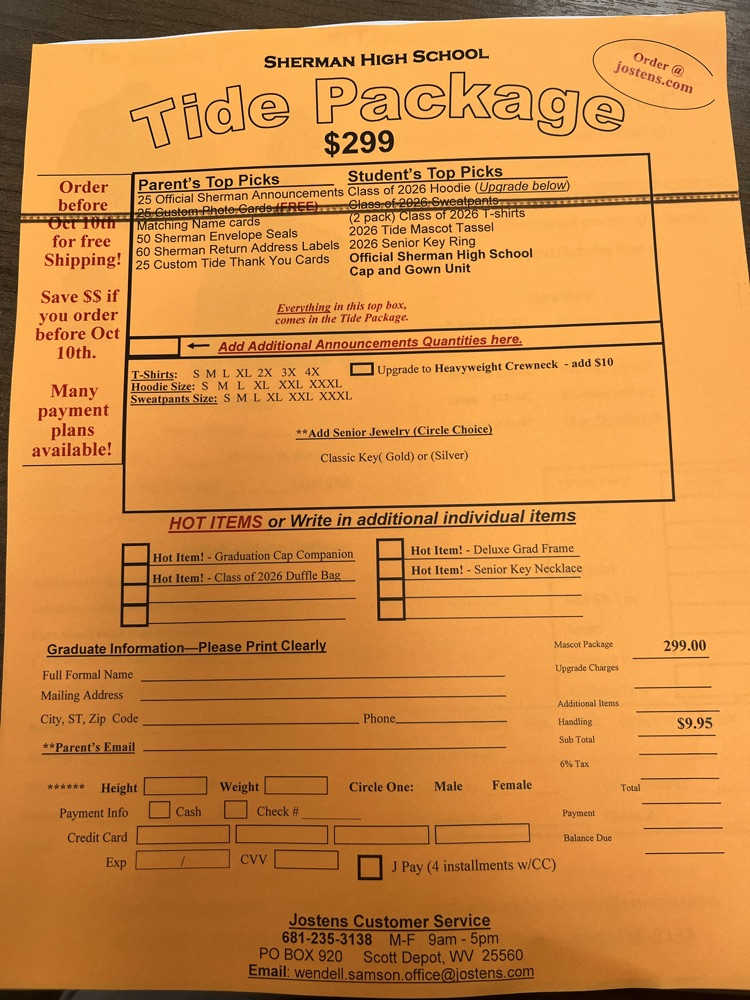 SHERMAN HIGH SCHOOL
Order @
jostens.com
Tide Package
$299
Order
before
Oct 10th
for free
Shipping!
Save $$ if
you order
before Oct
10th.
Many
payment
plans
available!
Parent's Top Picks
25 Official Sherman Announcements
25 Custom Photo Cards (FREE)
Matching Name cards
50 Sherman Envelope Seals
60 Sherman Return Address Labels
25 Custom Tide Thank You Cards
Student's Top Picks
Class of 2026 Hoodie (Upgrade below)
Class of 2026 Sweatpants
(2 pack) Class of 2026 T-shirts
2026 Tide Mascot Tassel
2026 Senior Key Ring
Official Sherman High School
Cap and Gown Unit
Everything in this top box,
comes in the Tide Package.
← Add Additional Announcements Quantities here.
T-Shirts: S M L XL 2X 3X 4X
Hoodie Size: S M L XL XXL XXXL
Sweatpants Size: S M L XL XXL XXXL
Upgrade to Heavyweight Crewneck - add $10
**Add Senior Jewelry (Circle Choice)
Classic Key( Gold) or (Silver)
HOT ITEMS or Write in additional individual items
Hot Item! - Graduation Cap Companion
Hot Item! - Class of 2026 Duffle Bag
Hot Item! - Deluxe Grad Frame
Hot Item! - Senior Key Necklace
Graduate Information—Please Print Clearly
Full Formal Name
Mailing Address
City, ST, Zip Code Phone
**Parent's Email
Mascot Package 299.00
Upgrade Charges
Additional Items
Handling $9.95
Sub Total
6% Tax
Total
Payment
Balance Due
****** Height Weight Circle One: Male Female
Payment Info Cash Check #
Credit Card
Exp / CVV J Pay (4 installments w/CC)
Jostens Customer Service
681-235-3138 M-F 9am - 5pm
PO BOX 920 Scott Depot, WV 25560
Email: wendell.samson.office@jostens.com